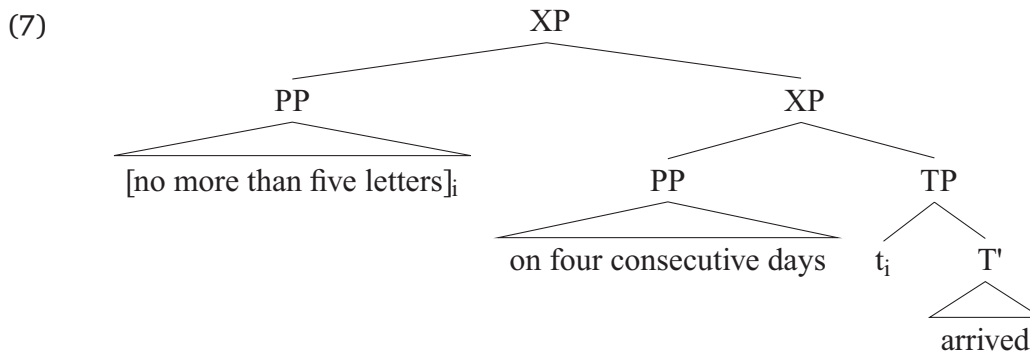 (7) XP
PP XP
[no more than five letters]i PP TP
on four consecutive days ti T'
arrived